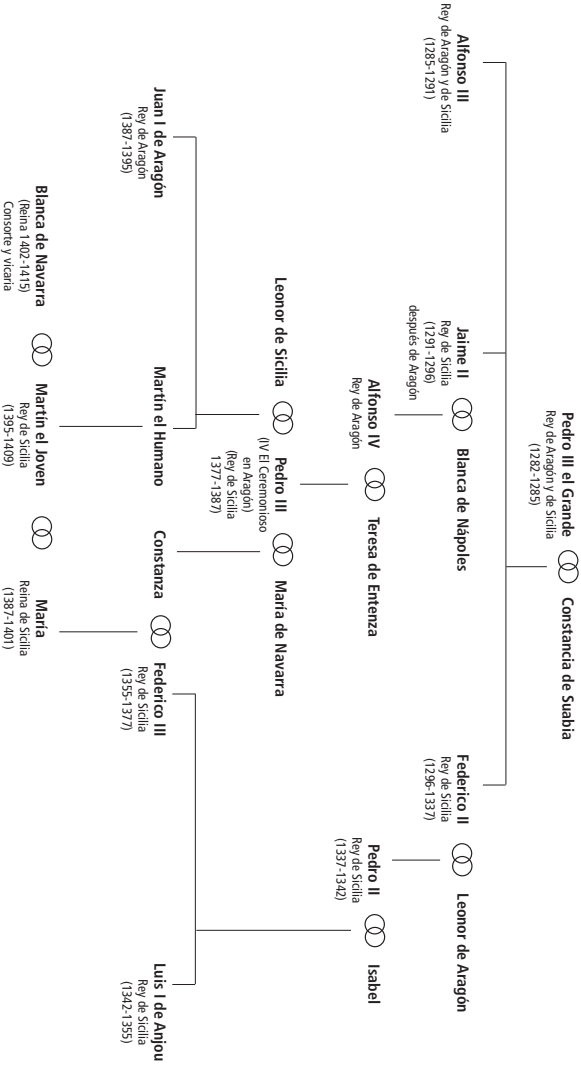 Pedro III el Grande
Rey de Aragón y de Sicilia
(1282-1285)
Constancia de Suabia
Alfonso III
Rey de Aragón y de Sicilia
(1285-1291)
Jaime II
Rey de Sicilia
(1291-1296)
después de Aragón
Blanca de Nápoles
Federico II
Rey de Sicilia
(1296-1337)
Leonor de Aragón
Alfonso IV
Rey de Aragón
Teresa de Entenza
Pedro II
Rey de Sicilia
(1337-1342)
Isabel
Leonor de Sicilia
Pedro III
(IV El Ceremonioso
en Aragón)
(Rey de Sicilia
1377-1387)
María de Navarra
Juan I de Aragón
Rey de Aragón
(1387-1395)
Martín el Humano
Constanza
Federico III
Rey de Sicilia
(1355-1377)
Luis I de Anjou
Rey de Sicilia
(1342-1355)
Blanca de Navarra
(Reina 1402-1415)
Consorte y vicaria
Martín el Joven
Rey de Sicilia
(1395-1409)
María
Reina de Sicilia
(1387-1401)